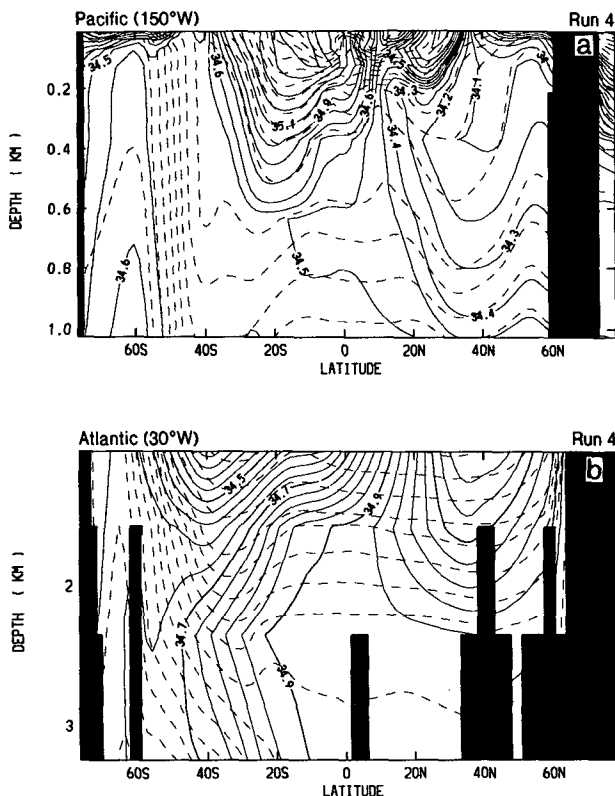 Pacific (150°W) Run 4
a
34.5
34.6
34.9
35.1
34.6
34.3
34.2
34.1
34.4
0.2
0.4
0.6
0.8
1.0
DEPTH ( KM )
34.6
34.5
34.3
34.4
60S 40S 20S 0 20N 40N 60N
LATITUDE
Atlantic (30°W) Run 4
b
34.5
34.7
34.9
2
DEPTH ( KM )
34.7
34.9
3
60S 40S 20S 0 20N 40N 60N
LATITUDE